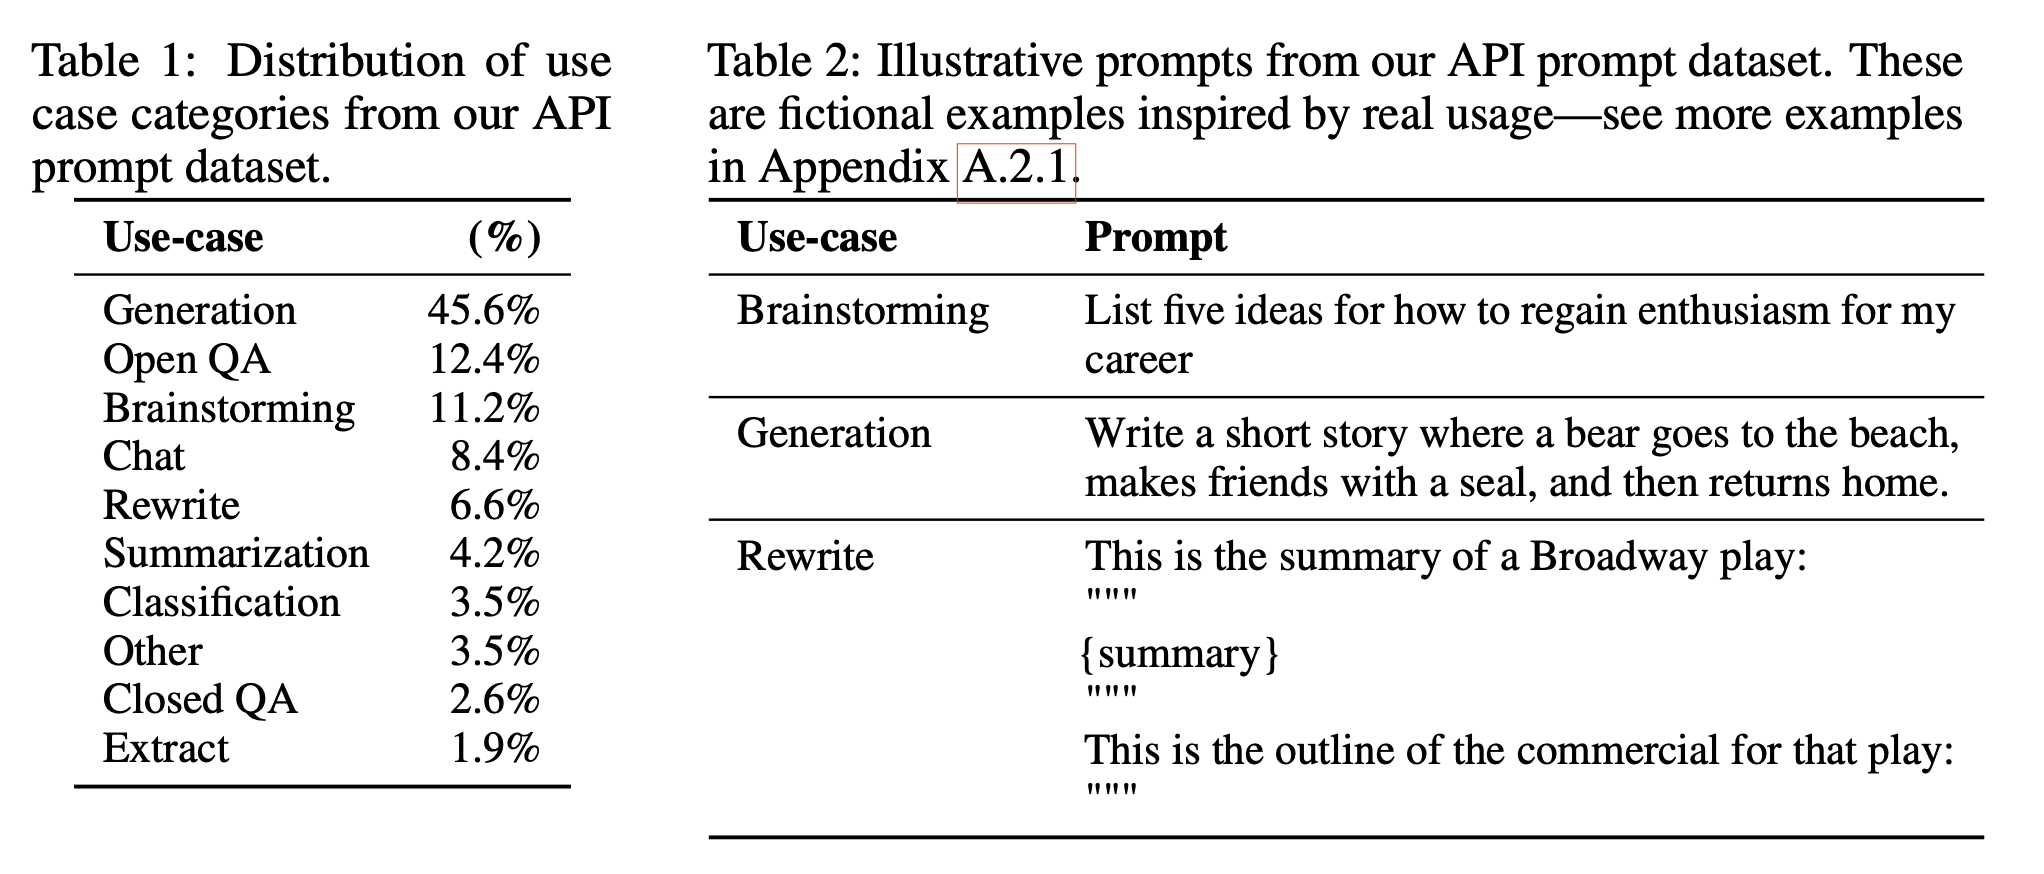 Table 1: Distribution of use
case categories from our API
prompt dataset.
Use-case (%)
Generation 45.6%
Open QA 12.4%
Brainstorming 11.2%
Chat 8.4%
Rewrite 6.6%
Summarization 4.2%
Classification 3.5%
Other 3.5%
Closed QA 2.6%
Extract 1.9%
Table 2: Illustrative prompts from our API prompt dataset. These
are fictional examples inspired by real usage—see more examples
in Appendix A.2.1.
Use-case Prompt
Brainstorming List five ideas for how to regain enthusiasm for my
career
Generation Write a short story where a bear goes to the beach,
makes friends with a seal, and then returns home.
Rewrite This is the summary of a Broadway play:
"""
{summary}
"""
This is the outline of the commercial for that play:
"""